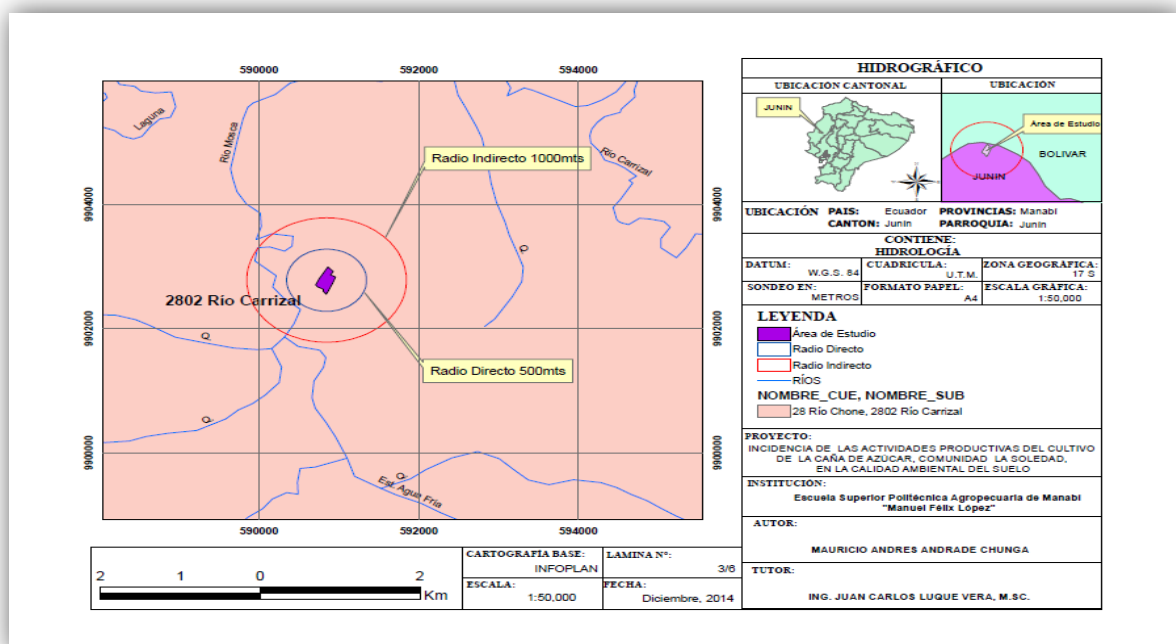 590000 592000 594000
Laguna
Río Mosca
Radio Indirecto 1000mts
Río Carrizal
9904000 9904000
Q.
2802 Río Carrizal
9902000 9902000
Q.
Radio Directo 500mts
Q.
9900000 9900000
Q.
Est. Agua Fría
590000 592000 594000
2 1 0 2
Km
CARTOGRAFÍA BASE:
INFOPLAN
LAMINA Nº:
3/6
ESCALA:
1:50,000
FECHA:
Diciembre, 2014
HIDROGRÁFICO
UBICACIÓN CANTONAL
UBICACIÓN
JUNIN
Área de Estudio
BOLIVAR
JUNIN
UBICACIÓN PAIS: Ecuador PROVINCIAS: Manabí
CANTON: Junin PARROQUIA: Junin
CONTIENE:
HIDROLOGÍA
DATUM:
W.G.S. 84
CUADRICULA:
U.T.M.
ZONA GEOGRÁFICA:
17 S
SONDEO EN:
METROS
FORMATO PAPEL:
A4
ESCALA GRÁFICA:
1:50,000
LEYENDA
Área de Estudio
Radio Directo
Radio Indirecto
RÍOS
NOMBRE_CUE, NOMBRE_SUB
28 Río Chone, 2802 Río Carrizal
PROYECTO:
INCIDENCIA DE LAS ACTIVIDADES PRODUCTIVAS DEL CULTIVO
DE LA CAÑA DE AZÚCAR, COMUNIDAD LA SOLEDAD,
EN LA CALIDAD AMBIENTAL DEL SUELO
INSTITUCIÓN:
Escuela Superior Politécnica Agropecuaria de Manabí
"Manuel Félix López"
AUTOR:
MAURICIO ANDRES ANDRADE CHUNGA
TUTOR:
ING. JUAN CARLOS LUQUE VERA, M.SC.